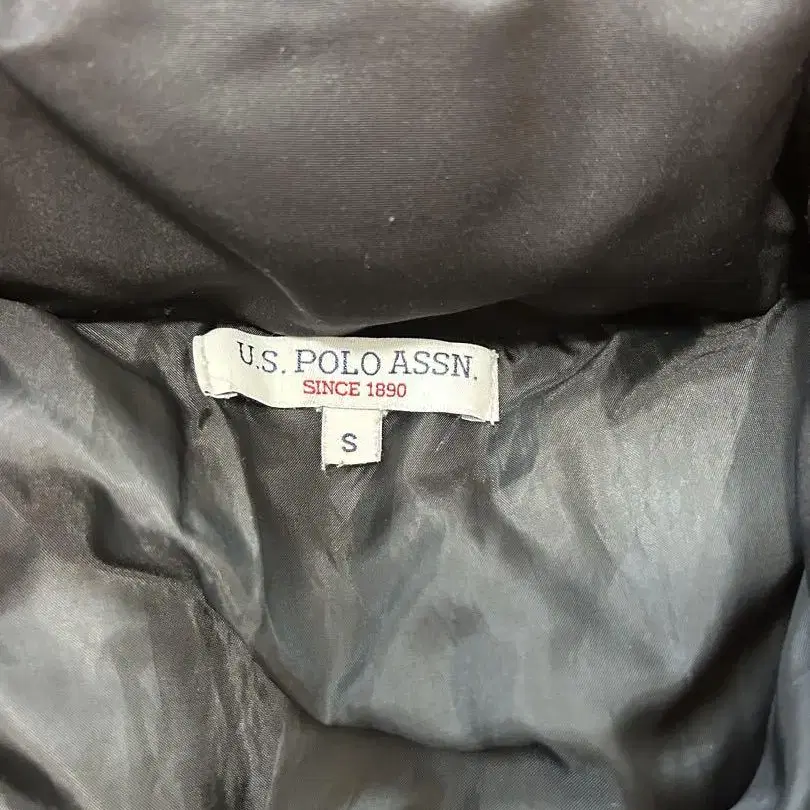 U.S. POLO ASSN.
SINCE 1890
S